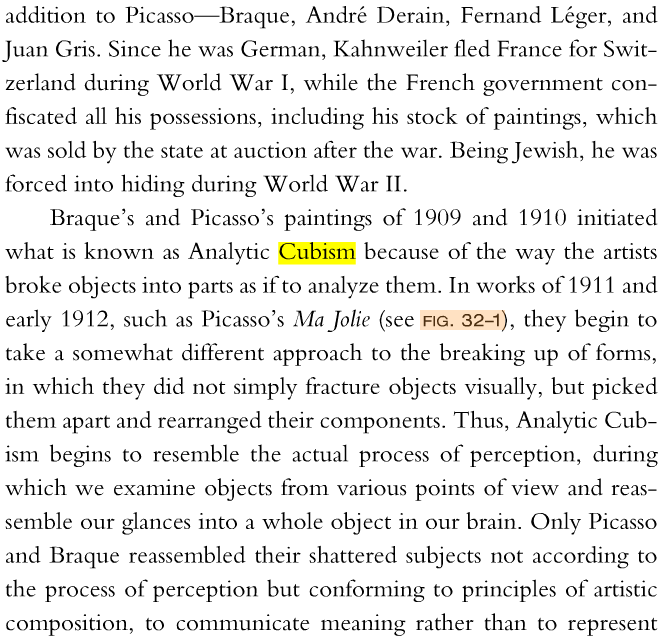 addition to Picasso—Braque, André Derain, Fernand Léger, and
Juan Gris. Since he was German, Kahnweiler fled France for Swit-
zerland during World War I, while the French government con-
fiscated all his possessions, including his stock of paintings, which
was sold by the state at auction after the war. Being Jewish, he was
forced into hiding during World War II.
Braque’s and Picasso’s paintings of 1909 and 1910 initiated
what is known as Analytic Cubism because of the way the artists
broke objects into parts as if to analyze them. In works of 1911 and
early 1912, such as Picasso’s Ma Jolie (see FIG. 32–1), they begin to
take a somewhat different approach to the breaking up of forms,
in which they did not simply fracture objects visually, but picked
them apart and rearranged their components. Thus, Analytic Cub-
ism begins to resemble the actual process of perception, during
which we examine objects from various points of view and reas-
semble our glances into a whole object in our brain. Only Picasso
and Braque reassembled their shattered subjects not according to
the process of perception but conforming to principles of artistic
composition, to communicate meaning rather than to represent